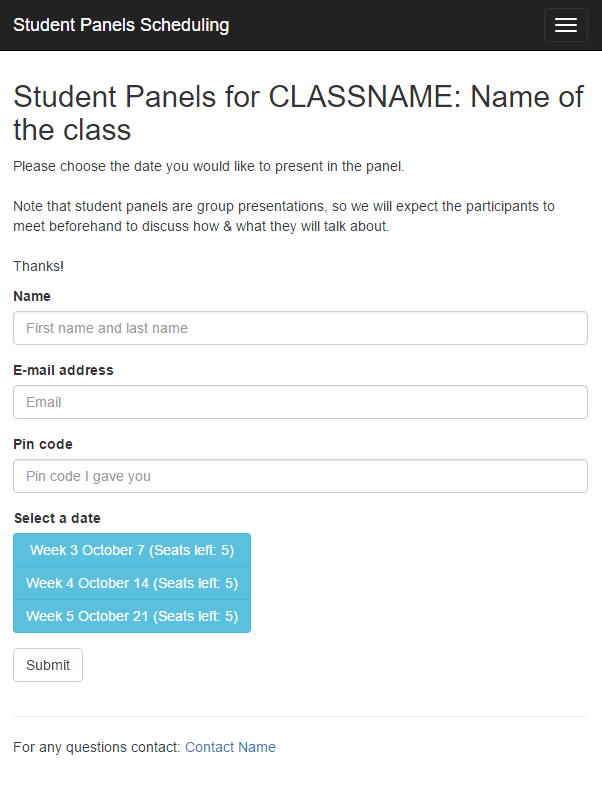 Student Panels Scheduling
Student Panels for CLASSNAME: Name of
the class
Please choose the date you would like to present in the panel.
Note that student panels are group presentations, so we will expect the participants to
meet beforehand to discuss how & what they will talk about.
Thanks!
Name
First name and last name
E-mail address
Email
Pin code
Pin code I gave you
Select a date
Week 3 October 7 (Seats left: 5)
Week 4 October 14 (Seats left: 5)
Week 5 October 21 (Seats left: 5)
Submit
For any questions contact: Contact Name